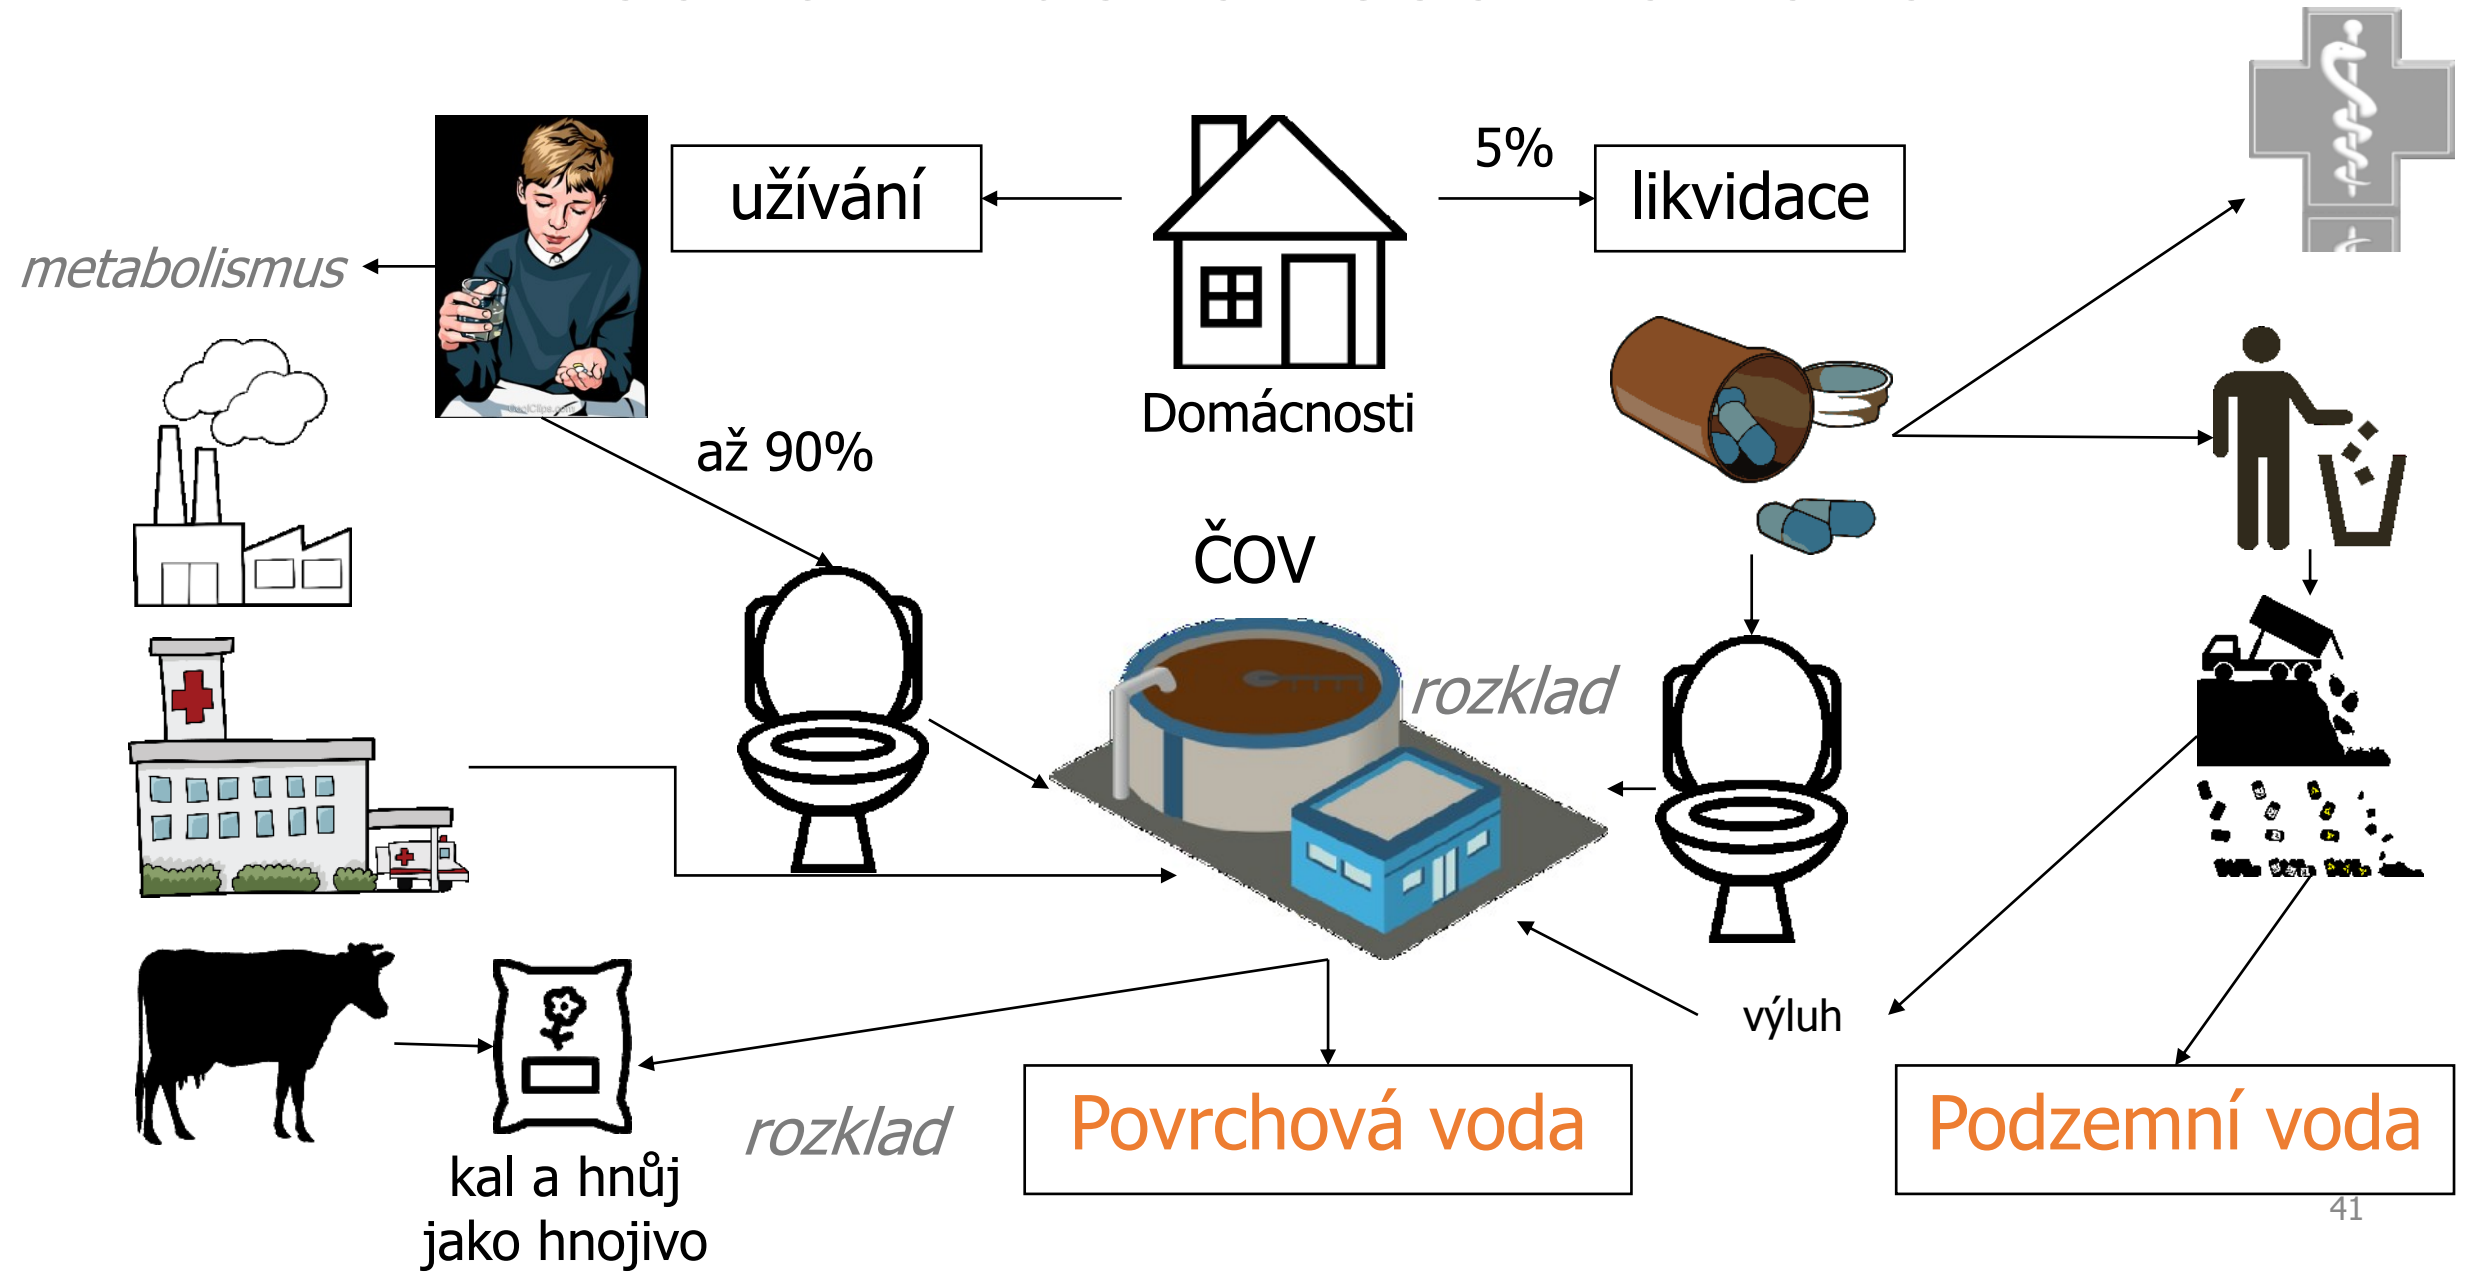 5%
užívání
likvidace
metabolismus
Domácnosti
až 90%
ČOV
rozklad
výluh
Povrchová voda
Podzemní voda
rozklad
kal a hnůj
jako hnojivo
41